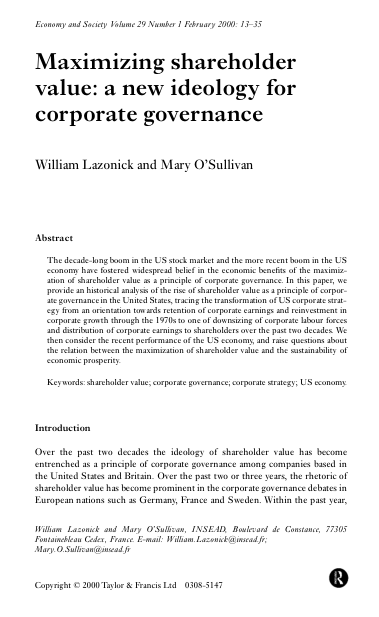 Economy and Society Volume 29 Number 1 February 2000: 13–35
Maximizing shareholder
value: a new ideology for
corporate governance
William Lazonick and Mary O'Sullivan
Abstract
The decade-long boom in the US stock market and the more recent boom in the US
economy have fostered widespread belief in the economic benefits of the maximiz-
ation of shareholder value as a principle of corporate governance. In this paper, we
provide an historical analysis of the rise of shareholder value as a principle of corpor-
ate governance in the United States, tracing the transformation of US corporate strat-
egy from an orientation towards retention of corporate earnings and reinvestment in
corporate growth through the 1970s to one of downsizing of corporate labour forces
and distribution of corporate earnings to shareholders over the past two decades. We
then consider the recent performance of the US economy, and raise questions about
the relation between the maximization of shareholder value and the sustainability of
economic prosperity.
Keywords: shareholder value; corporate governance; corporate strategy; US economy.
Introduction
Over the past two decades the ideology of shareholder value has become
entrenched as a principle of corporate governance among companies based in
the United States and Britain. Over the past two or three years, the rhetoric of
shareholder value has become prominent in the corporate governance debates in
European nations such as Germany, France and Sweden. Within the past year,
William Lazonick and Mary O'Sullivan, INSEAD, Boulevard de Constance, 77305
Fontainebleau Cedex, France. E-mail: William.Lazonick@insead.fr;
Mary.O.Sullivan@insead.fr
Copyright © 2000 Taylor & Francis Ltd 0308-5147
R